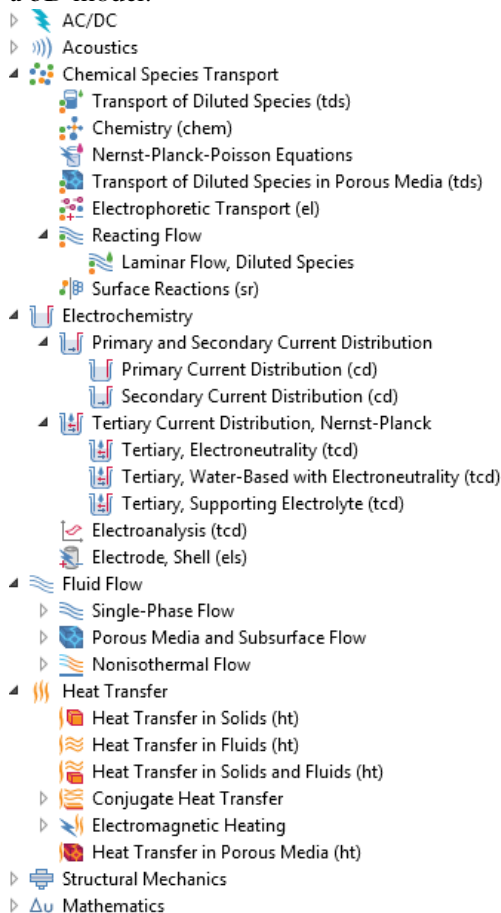 a 3D model.
AC/DC
Acoustics
Chemical Species Transport
Transport of Diluted Species (tds)
Chemistry (chem)
Nernst-Planck-Poisson Equations
Transport of Diluted Species in Porous Media (tds)
Electrophoretic Transport (el)
Reacting Flow
Laminar Flow, Diluted Species
Surface Reactions (sr)
Electrochemistry
Primary and Secondary Current Distribution
Primary Current Distribution (cd)
Secondary Current Distribution (cd)
Tertiary Current Distribution, Nernst-Planck
Tertiary, Electroneutrality (tcd)
Tertiary, Water-Based with Electroneutrality (tcd)
Tertiary, Supporting Electrolyte (tcd)
Electroanalysis (tcd)
Electrode, Shell (els)
Fluid Flow
Single-Phase Flow
Porous Media and Subsurface Flow
Nonisothermal Flow
Heat Transfer
Heat Transfer in Solids (ht)
Heat Transfer in Fluids (ht)
Heat Transfer in Solids and Fluids (ht)
Conjugate Heat Transfer
Electromagnetic Heating
Heat Transfer in Porous Media (ht)
Structural Mechanics
Δu Mathematics